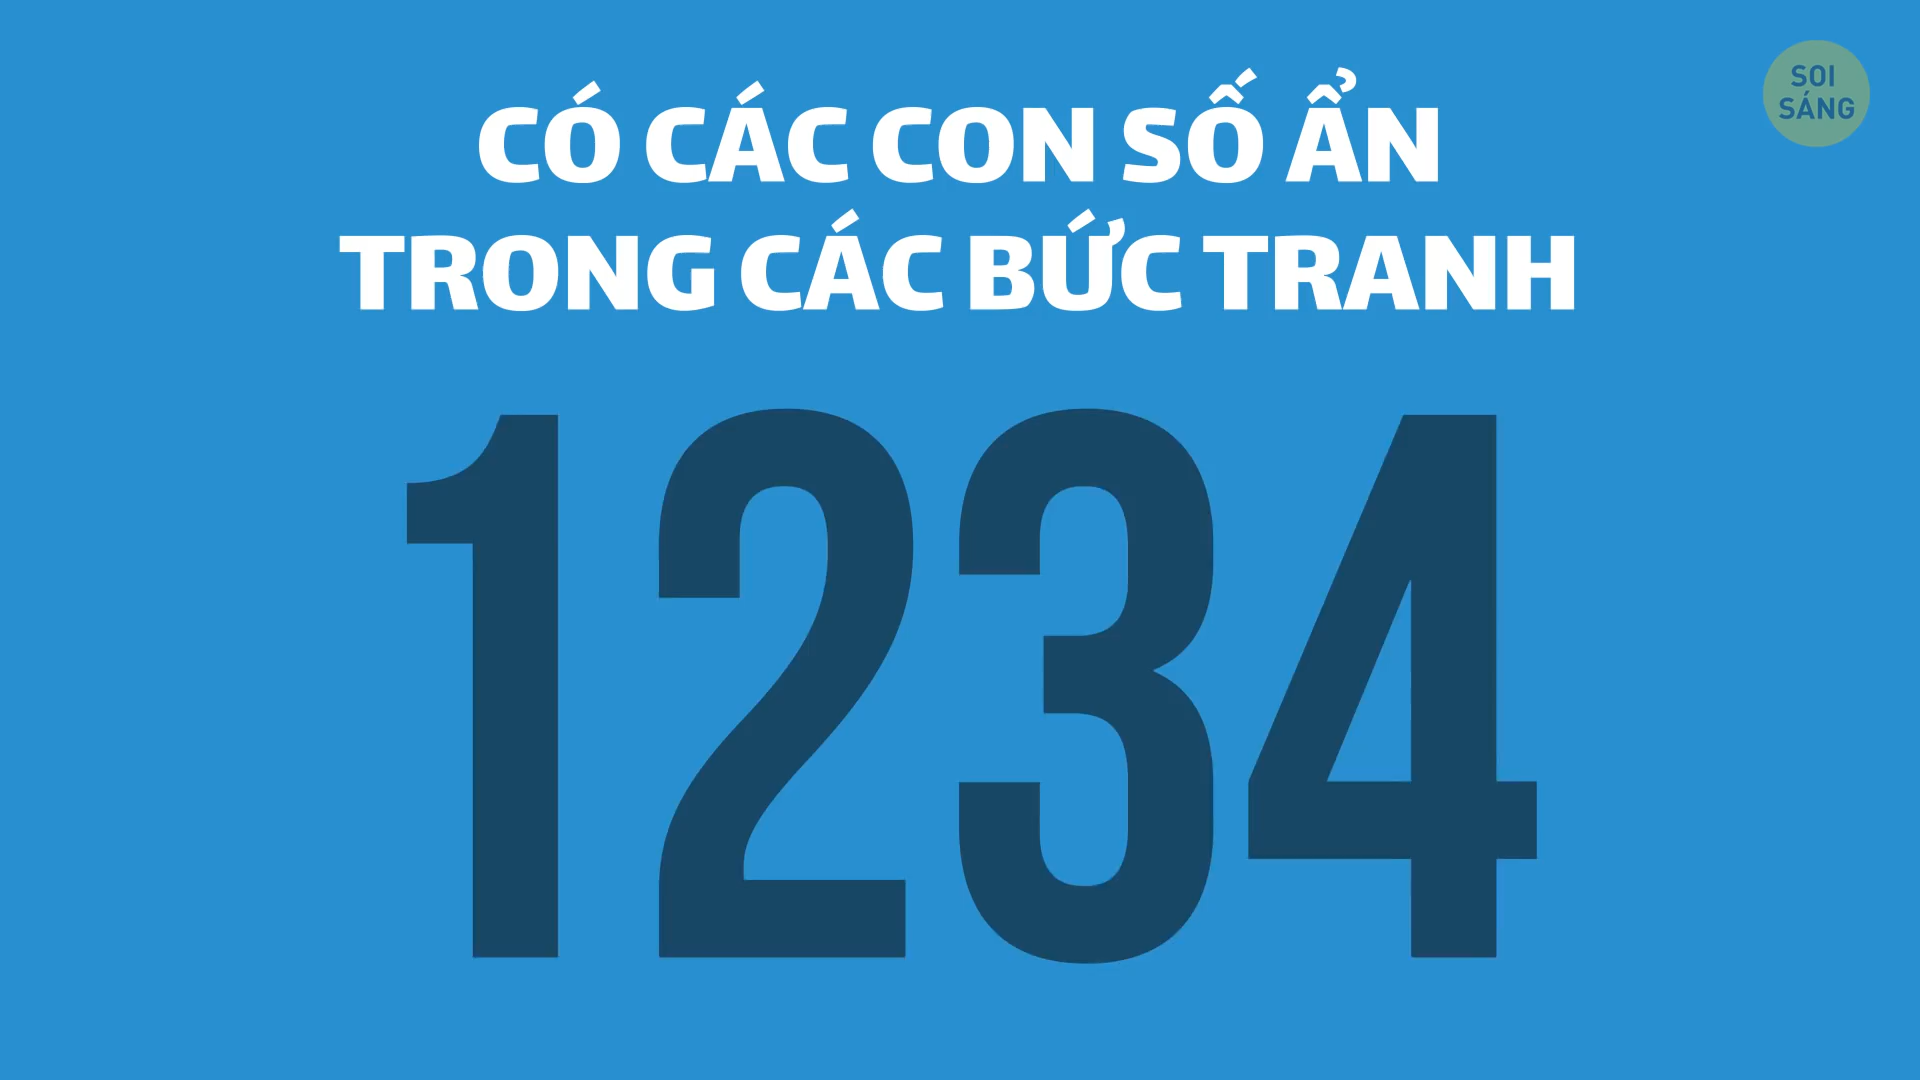 CÓ CÁC CON SỐ ẨN
TRONG CÁC BỨC TRANH
1234
SOI
SÁNG